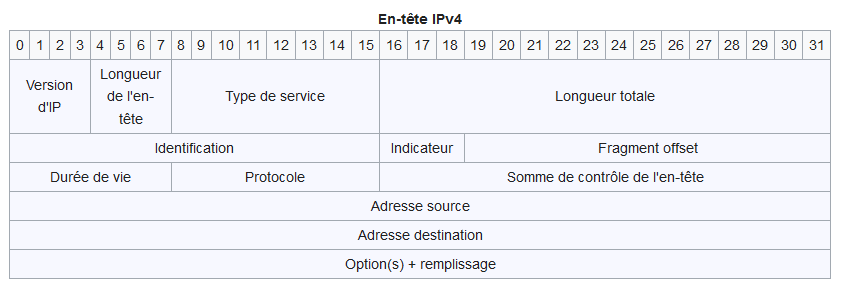 En-tête IPv4
0 1 2 3 4 5 6 7 8 9 10 11 12 13 14 15 16 17 18 19 20 21 22 23 24 25 26 27 28 29 30 31
Version
d'IP
Longueur
de l'en-
tête
Type de service
Longueur totale
Identification
Indicateur
Fragment offset
Durée de vie
Protocole
Somme de contrôle de l'en-tête
Adresse source
Adresse destination
Option(s) + remplissage